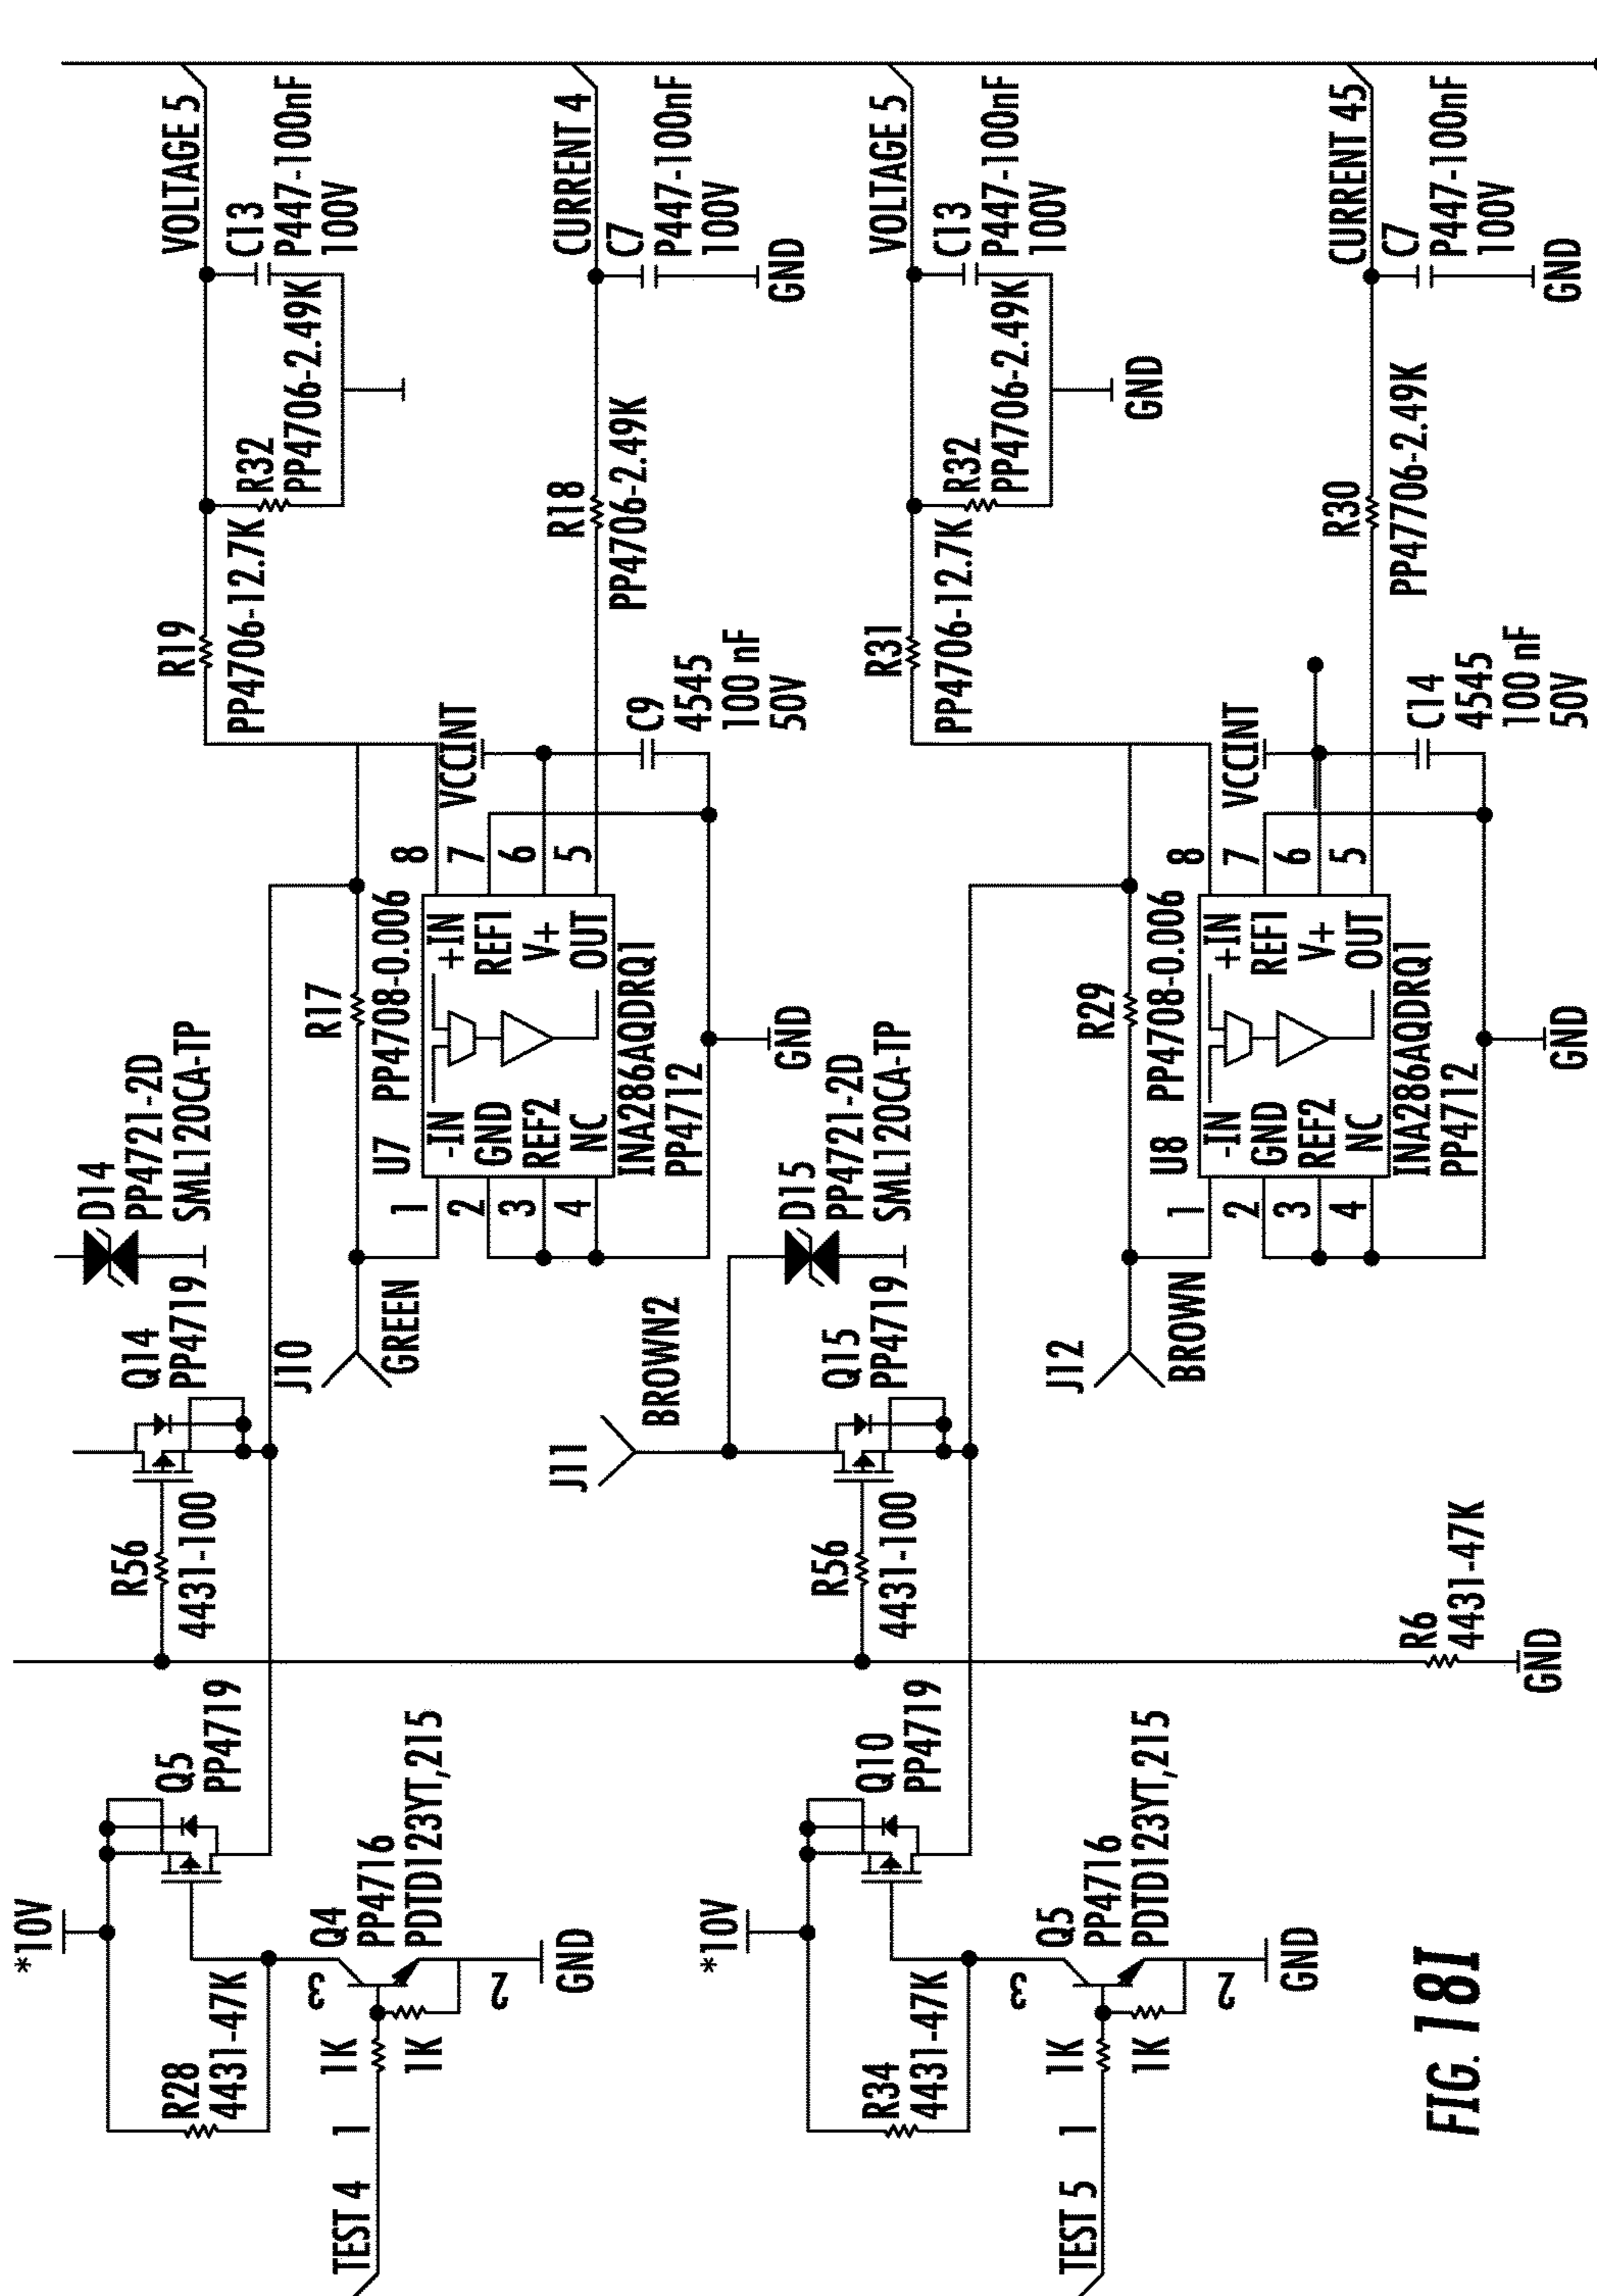 *10V
Q5
PP4719
R28
4431-47K
TEST 4
1
1K
1K
3
Q4
PP4716
PDTD123YT,215
2
GND
R56
4431-100
Q14
PP4719
D14
PP4721-2D
SML120CA-TP
J10
GREEN
R17
PP4708-0.006
U7
1
2
3
4
-IN
GND
REF2
NC
+IN
REF1
V+
OUT
8
7
6
5
INA286AQDRQ1
PP4712
GND
VCCINT
C9
4545
100 nF
50V
R19
PP4706-12.7K
R32
PP4706-2.49K
C13
P447-100nF
100V
VOLTAGE 5
R18
PP4706-2.49K
CURRENT 4
C7
P447-100nF
100V
GND
*10V
Q10
PP4719
R34
4431-47K
TEST 5
1
1K
1K
3
Q5
PP4716
PDTD123YT,215
2
GND
R56
4431-100
J11
BROWN2
Q15
PP4719
D15
PP4721-2D
SML120CA-TP
R6
4431-47K
GND
J12
BROWN
R29
PP4708-0.006
U8
1
2
3
4
-IN
GND
REF2
NC
+IN
REF1
V+
OUT
8
7
6
5
INA286AQDRQ1
PP4712
GND
VCCINT
C14
4545
100 nF
50V
R31
PP4706-12.7K
R32
PP4706-2.49K
GND
C13
P447-100nF
100V
VOLTAGE 5
R30
PP47706-2.49K
CURRENT 45
C7
P447-100nF
100V
GND
FIG. 18I